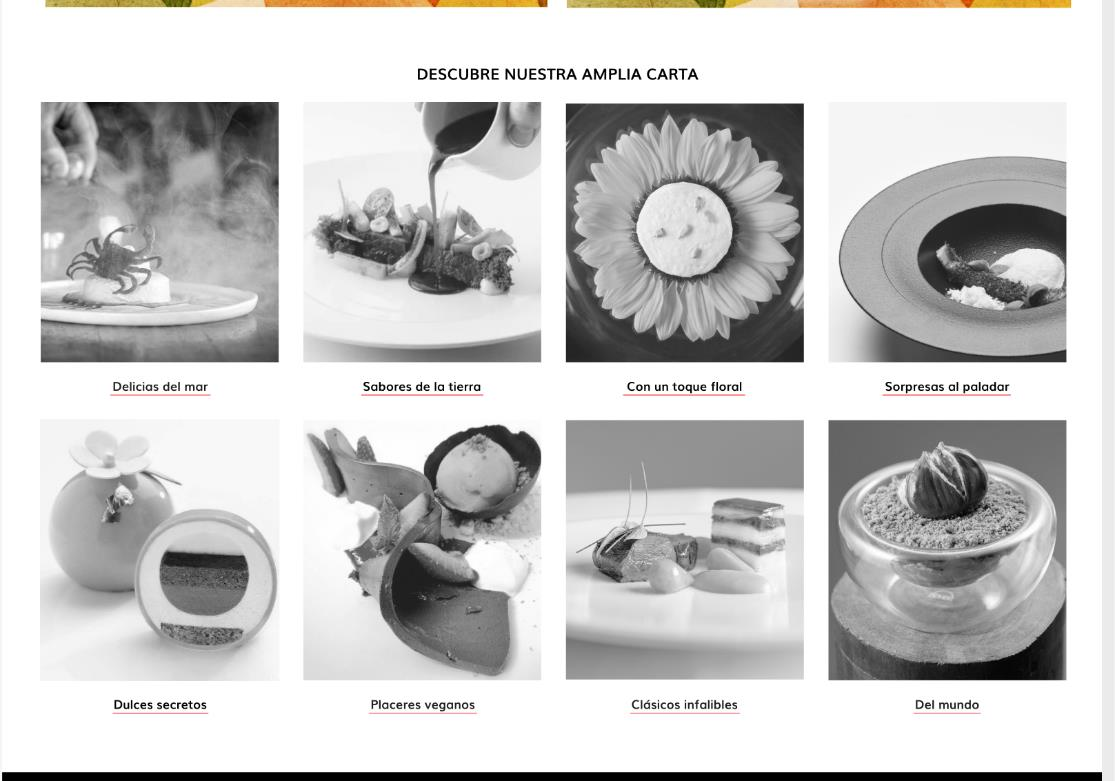 DESCUBRE NUESTRA AMPLIA CARTA
Delicias del mar
Sabores de la tierra
Con un toque floral
Sorpresas al paladar
Dulces secretos
Placeres veganos
Clásicos infalibles
Del mundo